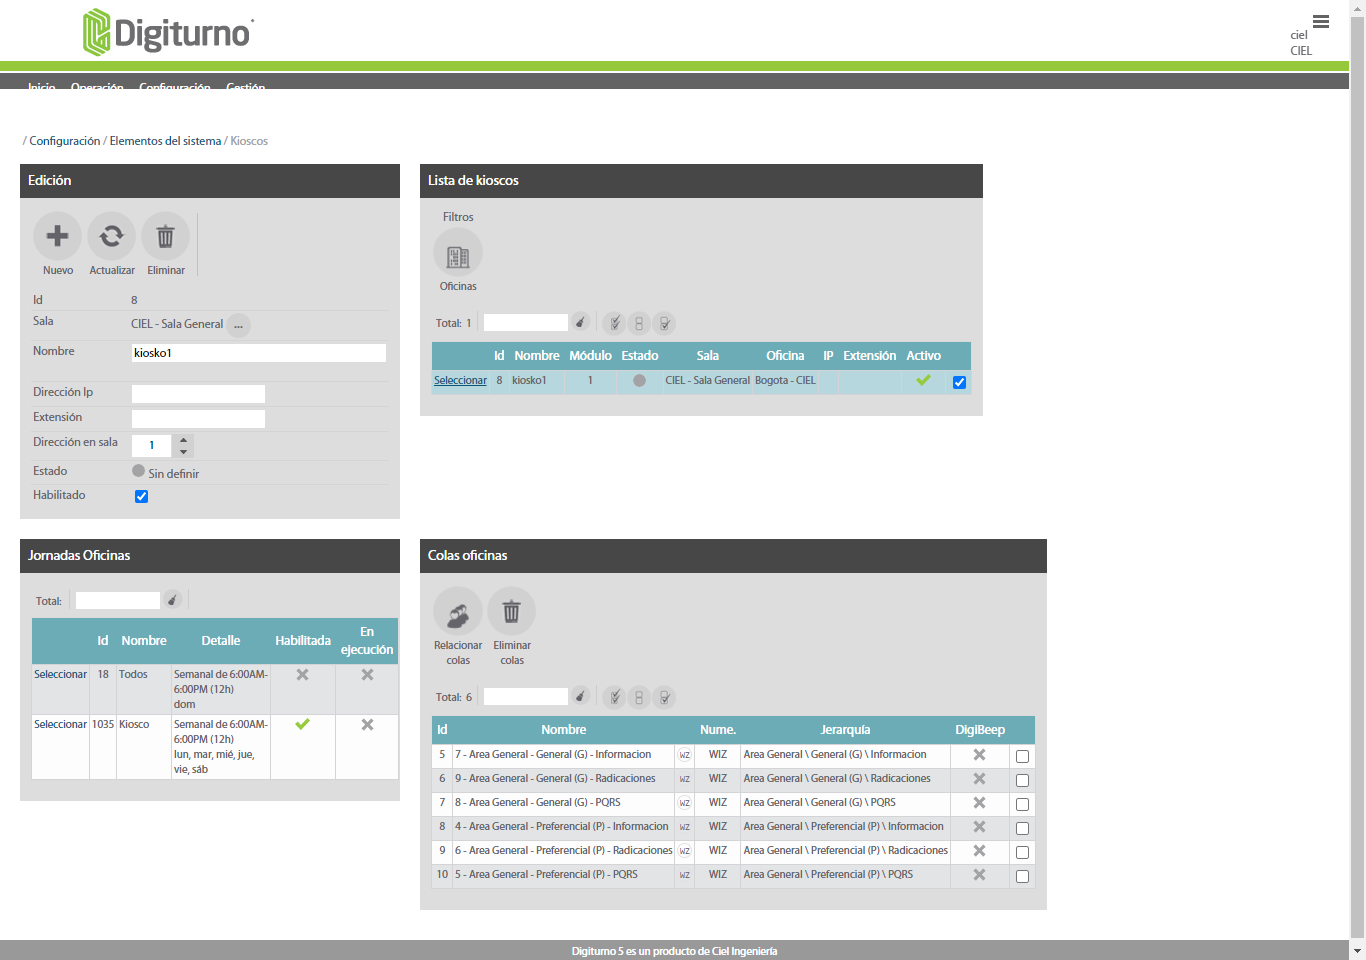 Digiturno
ciel
CIEL
Inicio Operación Configuración Gestión
/ Configuración / Elementos del sistema / Kioscos
Edición
Nuevo Actualizar Eliminar
Id 8
Sala CIEL - Sala General ...
Nombre kiosko1
Dirección Ip
Extensión
Dirección en sala 1
Estado Sin definir
Habilitado
Lista de kioscos
Filtros
Oficinas
Total: 1
Id Nombre Módulo Estado Sala Oficina IP Extensión Activo
Seleccionar 8 kiosko1 1 CIEL - Sala General Bogota - CIEL
Jornadas Oficinas
Total:
Id Nombre Detalle Habilitada En
ejecución
Seleccionar 18 Todos Semanal de 6:00AM-
6:00PM (12h)
dom
Seleccionar 1035 Kiosco Semanal de 6:00AM-
6:00PM (12h)
lun, mar, mié, jue,
vie, sáb
Colas oficinas
Relacionar Eliminar
colas colas
Total: 6
Id Nombre Nume. Jerarquía DigiBeep
5 7 - Area General - General (G) - Informacion WZ WIZ Area General \ General (G) \ Informacion
6 9 - Area General - General (G) - Radicaciones WZ WIZ Area General \ General (G) \ Radicaciones
7 8 - Area General - General (G) - PQRS WZ WIZ Area General \ General (G) \ PQRS
8 4 - Area General - Preferencial (P) - Informacion WZ WIZ Area General \ Preferencial (P) \ Informacion
9 6 - Area General - Preferencial (P) - Radicaciones WZ WIZ Area General \ Preferencial (P) \ Radicaciones
10 5 - Area General - Preferencial (P) - PQRS WZ WIZ Area General \ Preferencial (P) \ PQRS
Digiturno 5 es un producto de Ciel Ingeniería